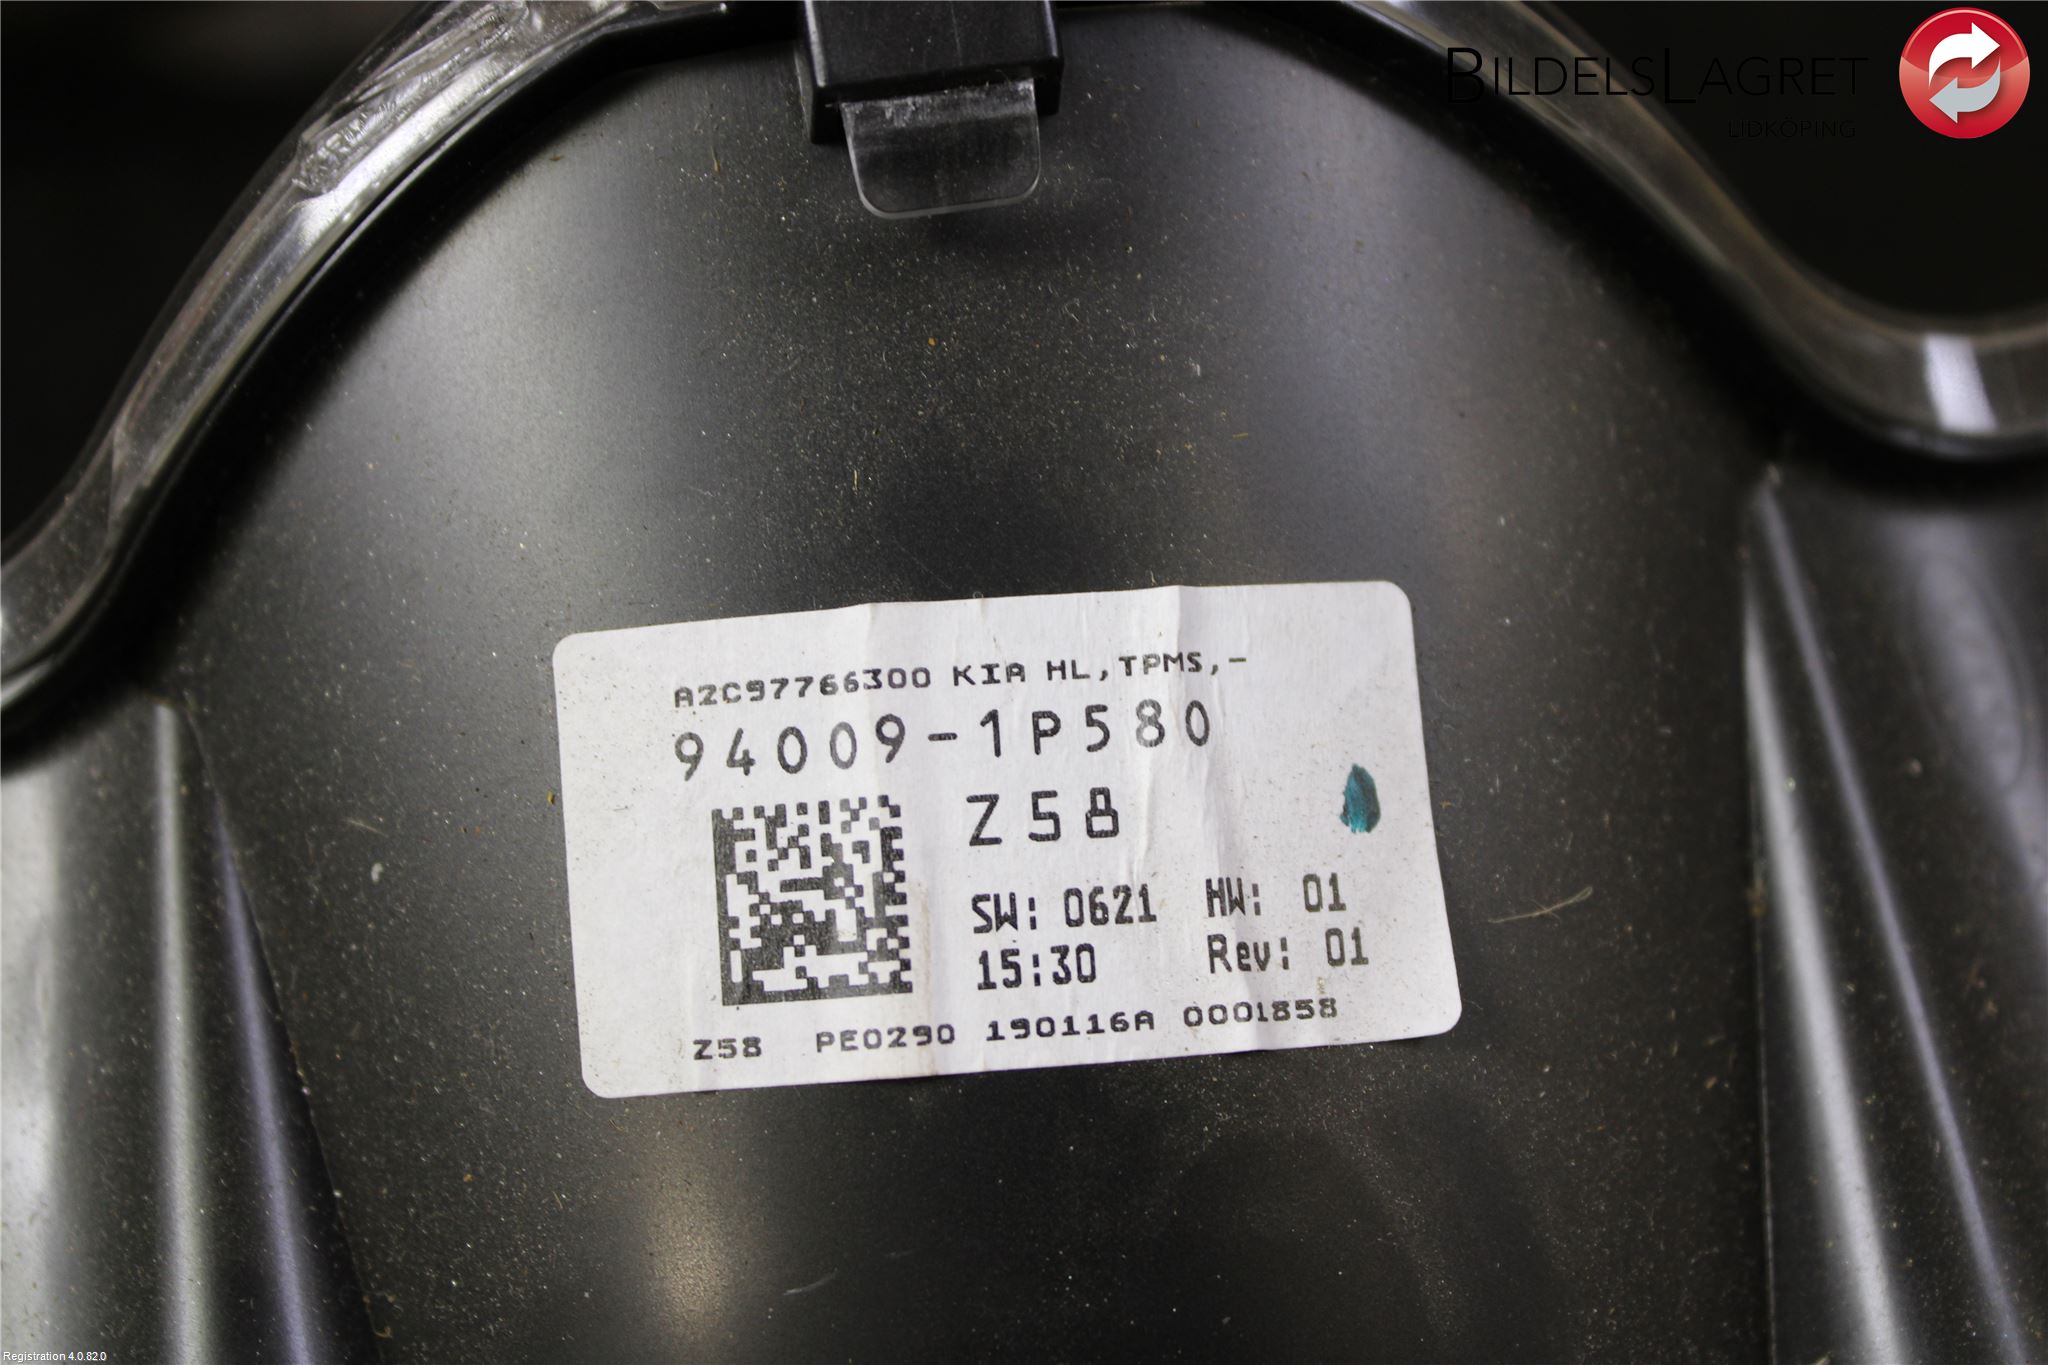 BILDELSLAGRET
LIDKÖPING
A2C97766300 KIA HL,TPMS,-
94009-1P580
Z58
SW: 0621 HW: 01
15:30 Rev: 01
Z58 PE0290 190116A 0001858
Registration 4.0.82.0